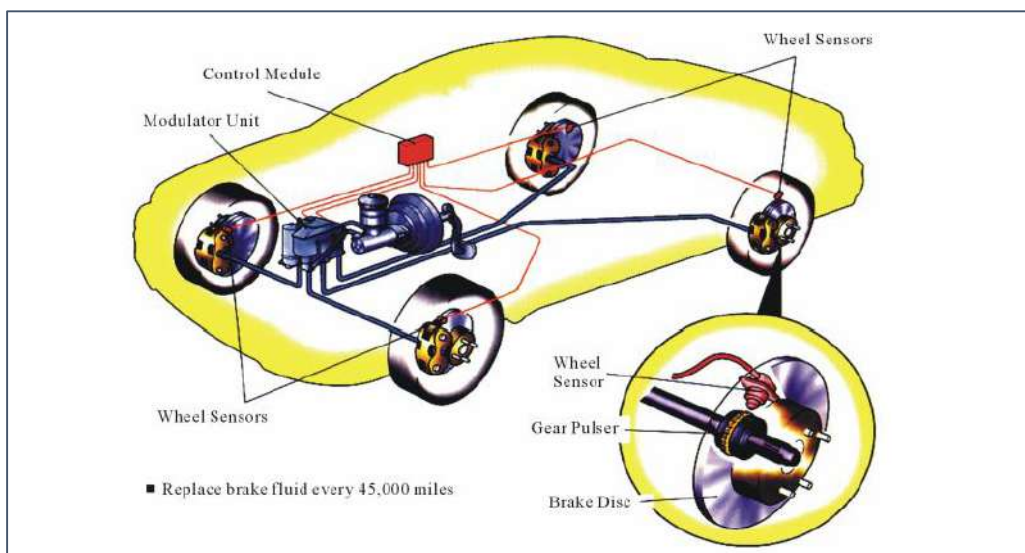 Wheel Sensors
Control Medule
Modulator Unit
Wheel
Sensor
Gear Pulser
Wheel Sensors
Brake Disc
■ Replace brake fluid every 45,000 miles